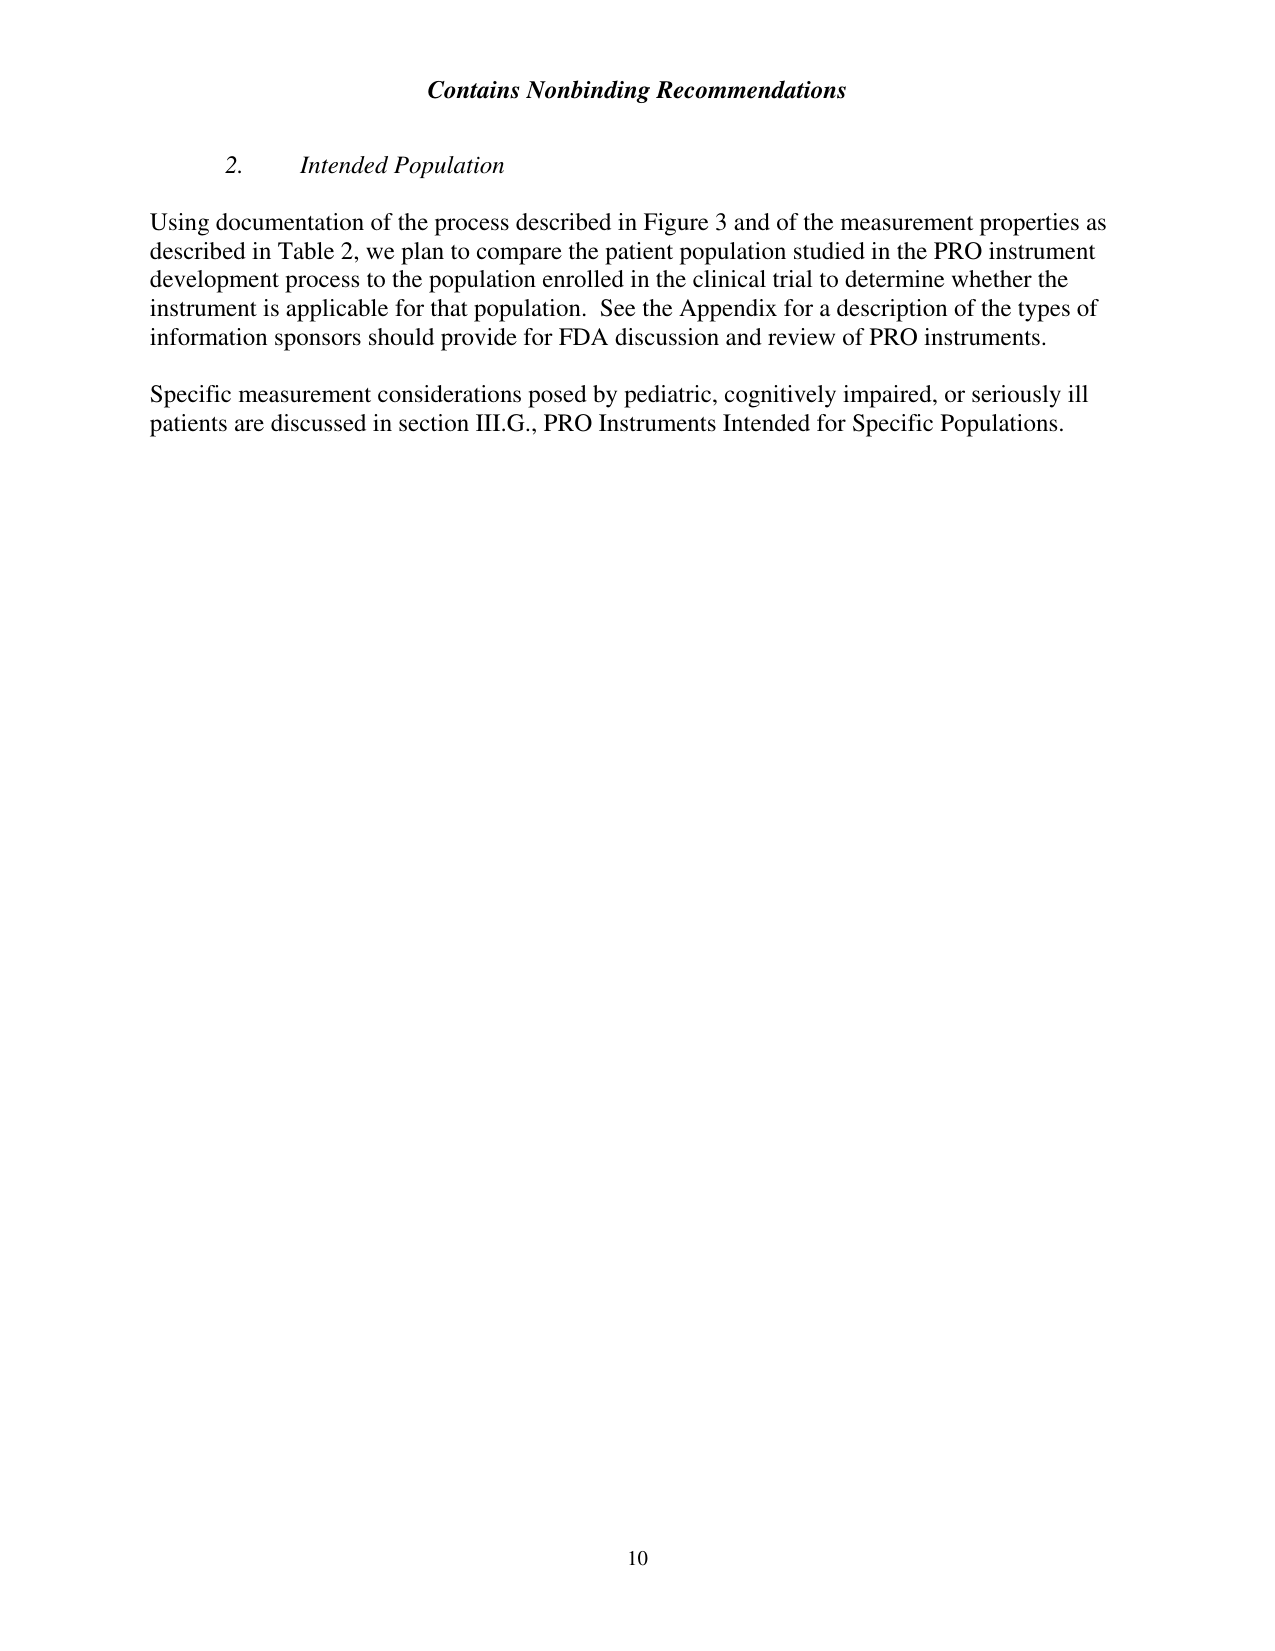 Contains Nonbinding Recommendations
2. Intended Population
Using documentation of the process described in Figure 3 and of the measurement properties as
described in Table 2, we plan to compare the patient population studied in the PRO instrument
development process to the population enrolled in the clinical trial to determine whether the
instrument is applicable for that population.  See the Appendix for a description of the types of
information sponsors should provide for FDA discussion and review of PRO instruments.
Specific measurement considerations posed by pediatric, cognitively impaired, or seriously ill
patients are discussed in section III.G., PRO Instruments Intended for Specific Populations.
10